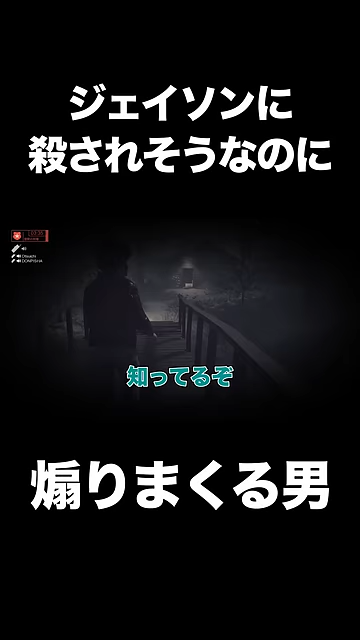 ジェイソンに
殺されそうなのに
知ってるぞ
煽りまくる男